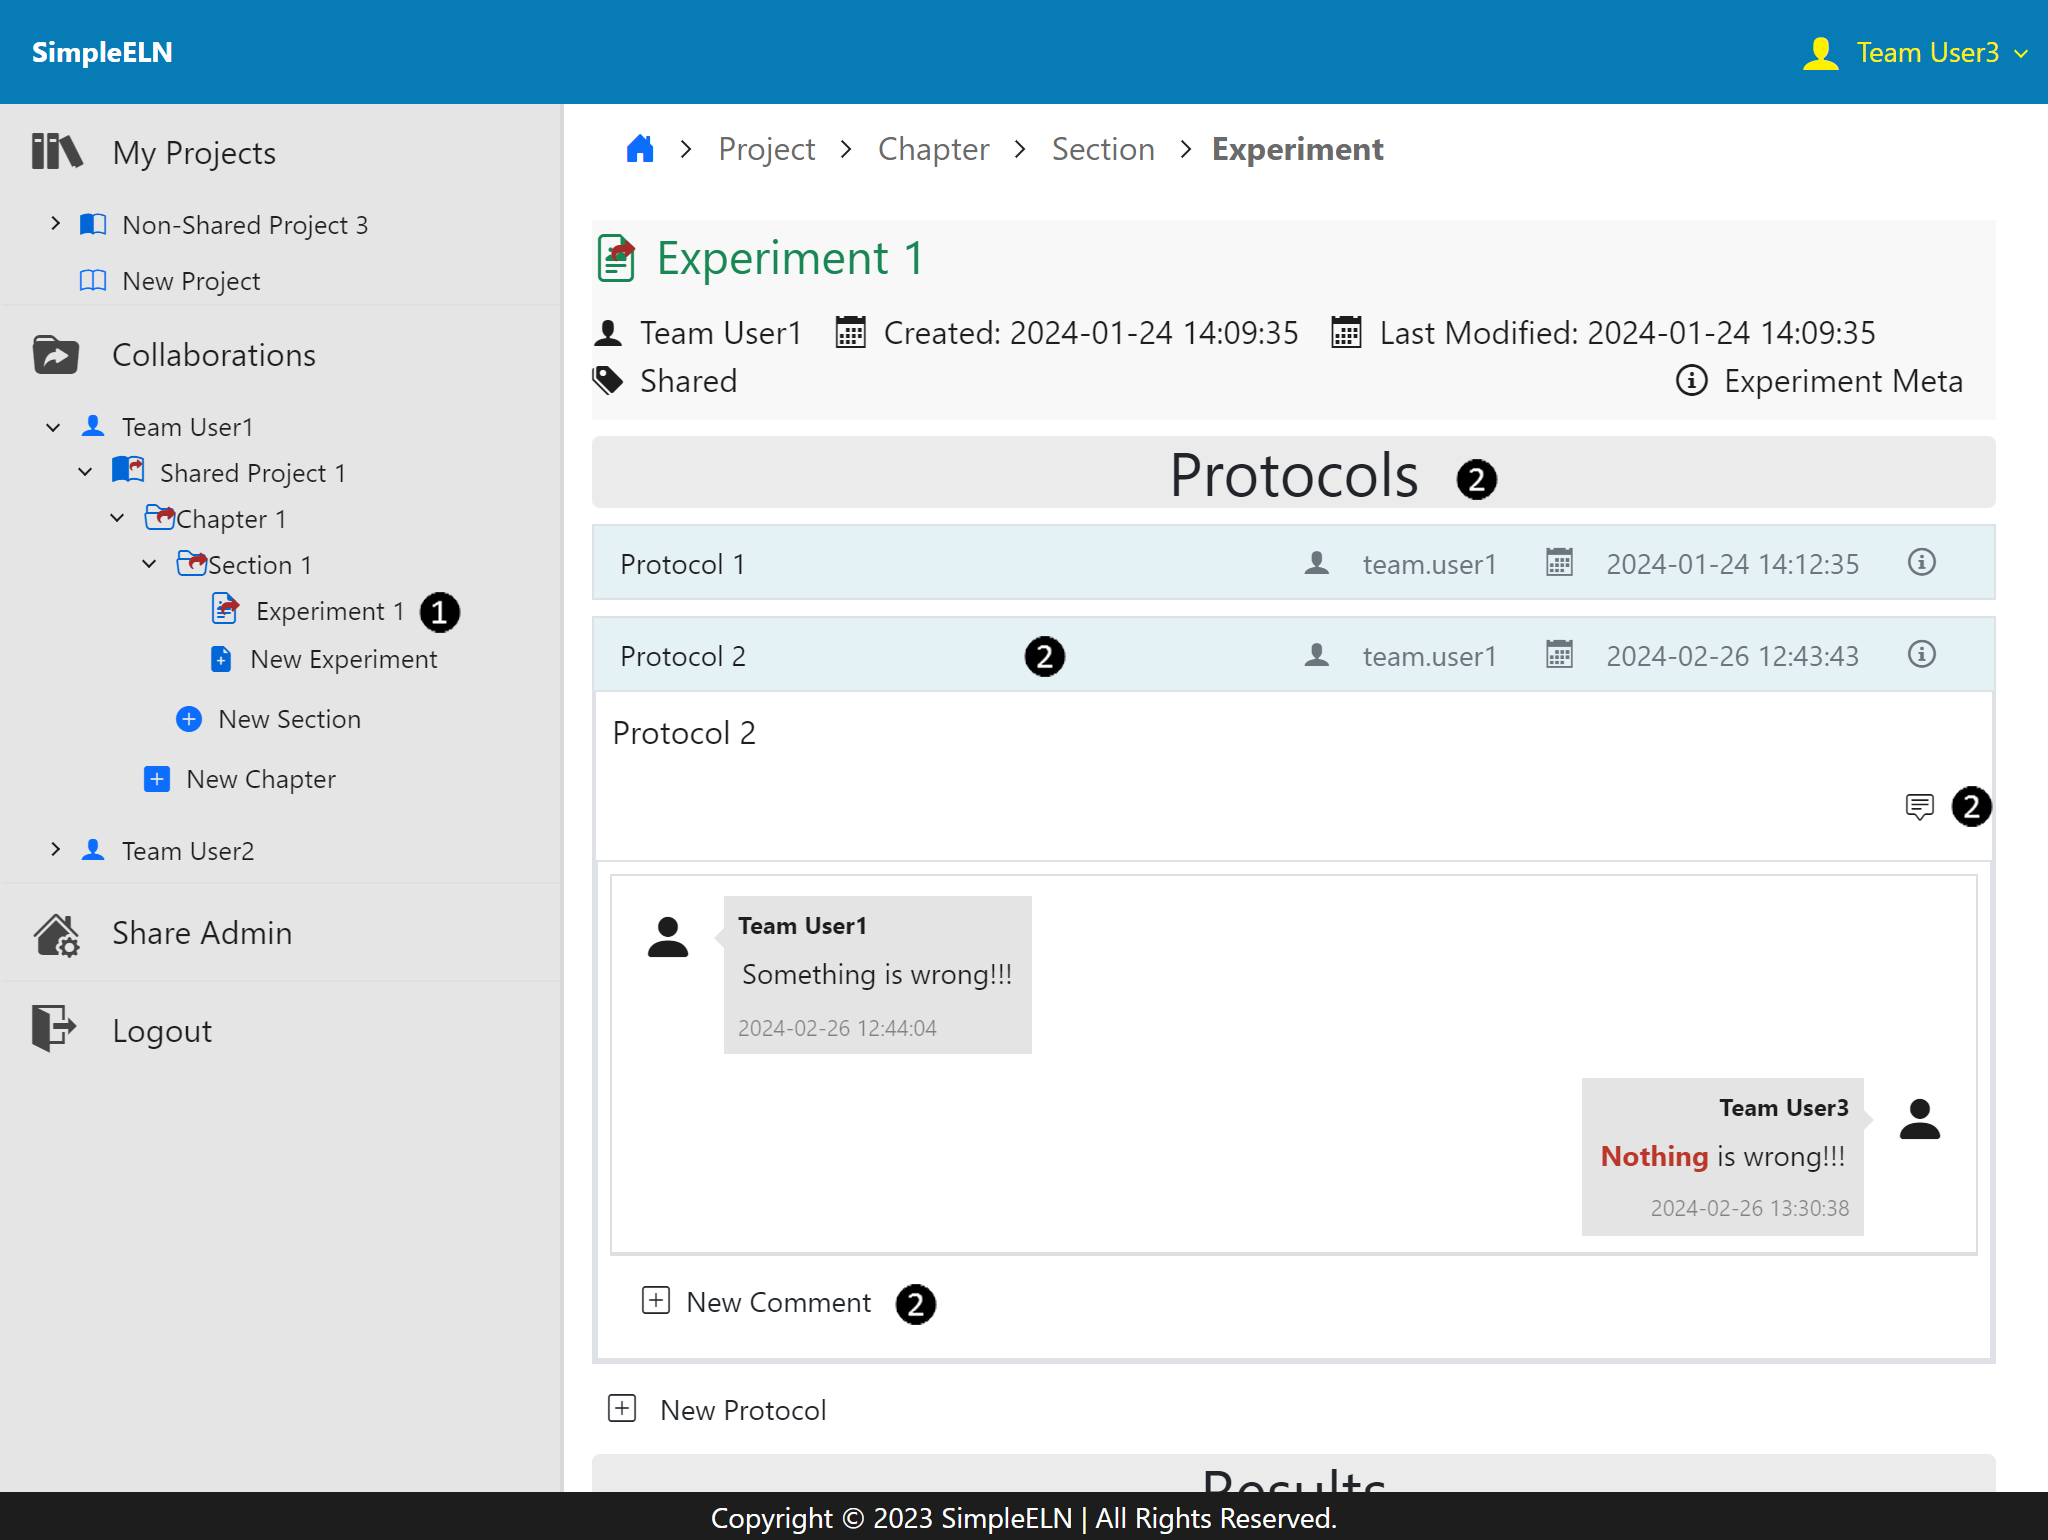 SimpleELN
Team User3
My Projects
Non-Shared Project 3
New Project
Collaborations
Team User1
Shared Project 1
Chapter 1
Section 1
Experiment 1 1
New Experiment
New Section
New Chapter
Team User2
Share Admin
Logout
Project Chapter Section Experiment
Experiment 1
Team User1 Created: 2024-01-24 14:09:35 Last Modified: 2024-01-24 14:09:35
Shared Experiment Meta
Protocols 2
Protocol 1 team.user1 2024-01-24 14:12:35
Protocol 2 2 team.user1 2024-02-26 12:43:43
Protocol 2
2
Team User1
Something is wrong!!!
2024-02-26 12:44:04
Team User3
Nothing is wrong!!!
2024-02-26 13:30:38
New Comment 2
New Protocol
Results
Copyright © 2023 SimpleELN | All Rights Reserved.